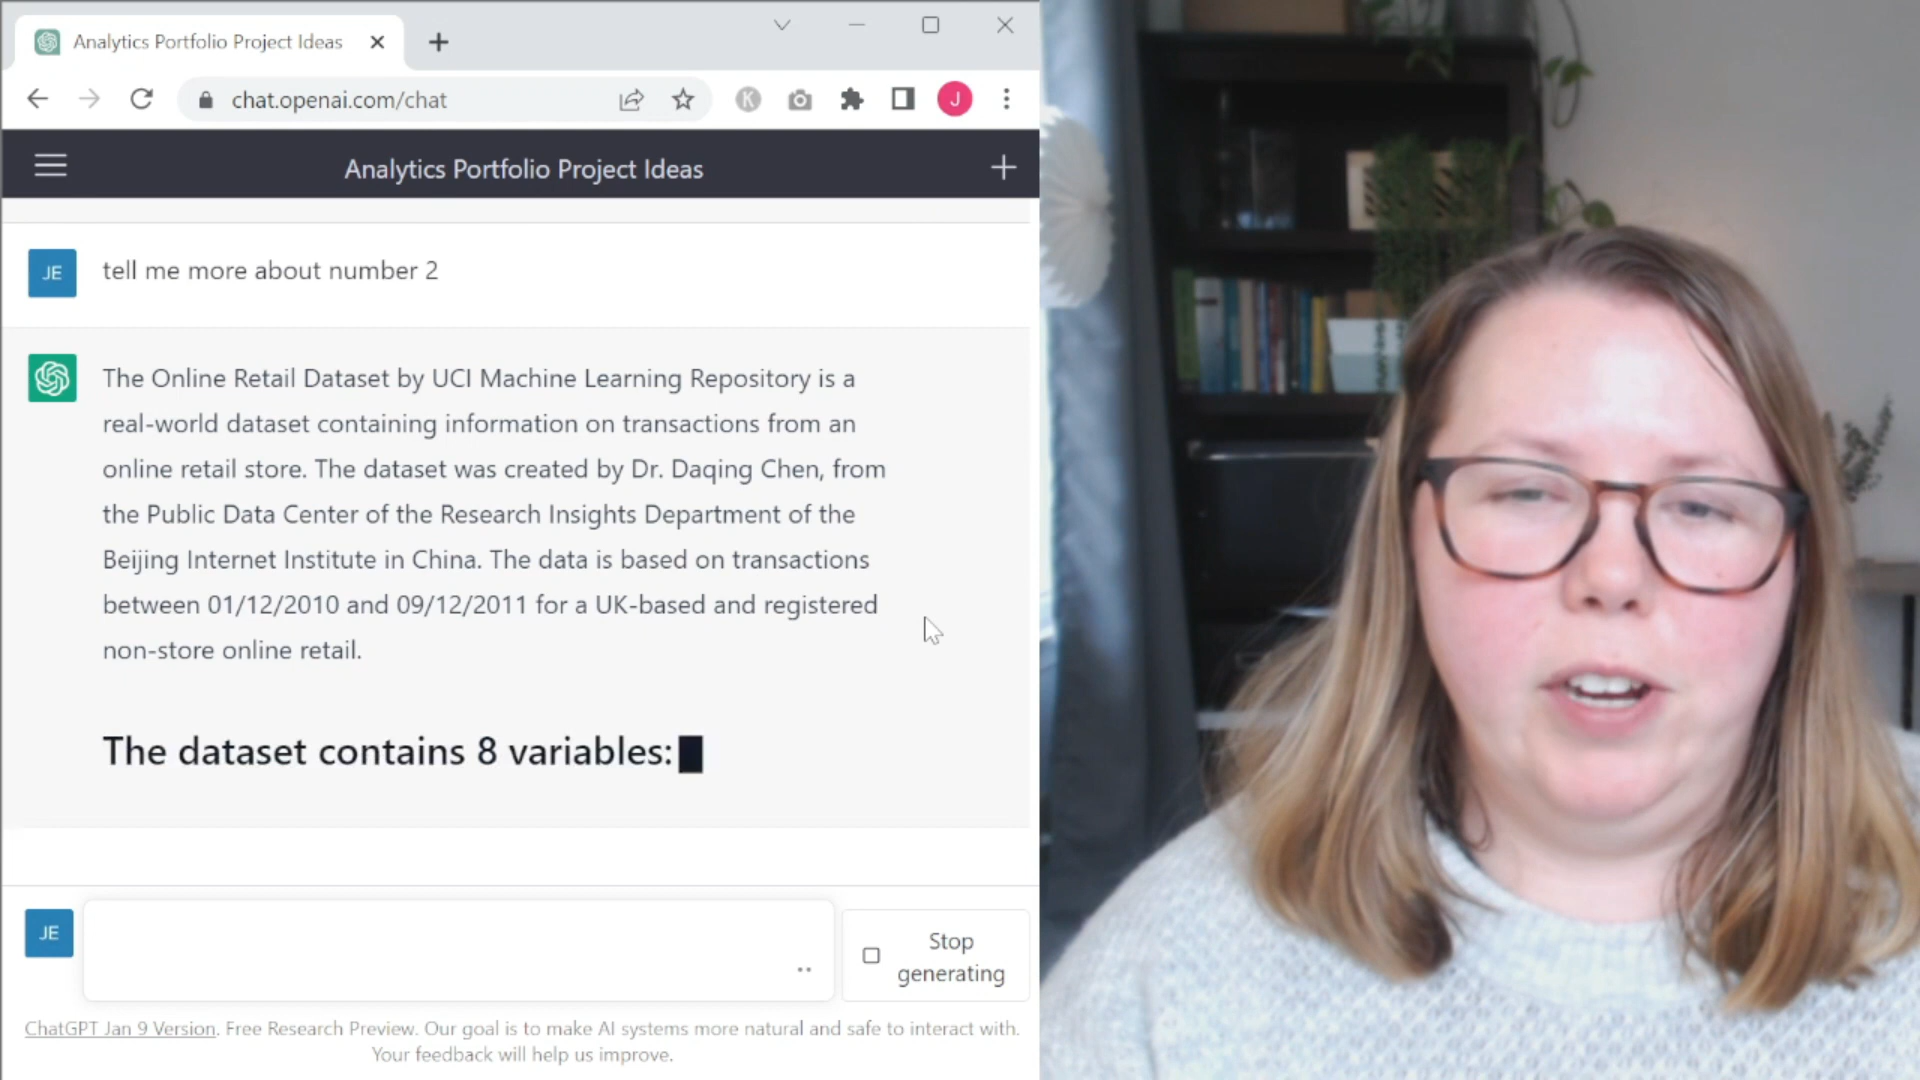 Analytics Portfolio Project Ideas
chat.openai.com/chat
K
J
Analytics Portfolio Project Ideas
JE
tell me more about number 2
The Online Retail Dataset by UCI Machine Learning Repository is a
real-world dataset containing information on transactions from an
online retail store. The dataset was created by Dr. Daqing Chen, from
the Public Data Center of the Research Insights Department of the
Beijing Internet Institute in China. The data is based on transactions
between 01/12/2010 and 09/12/2011 for a UK-based and registered
non-store online retail.
The dataset contains 8 variables:
JE
Stop
generating
ChatGPT Jan 9 Version. Free Research Preview. Our goal is to make AI systems more natural and safe to interact with.
Your feedback will help us improve.